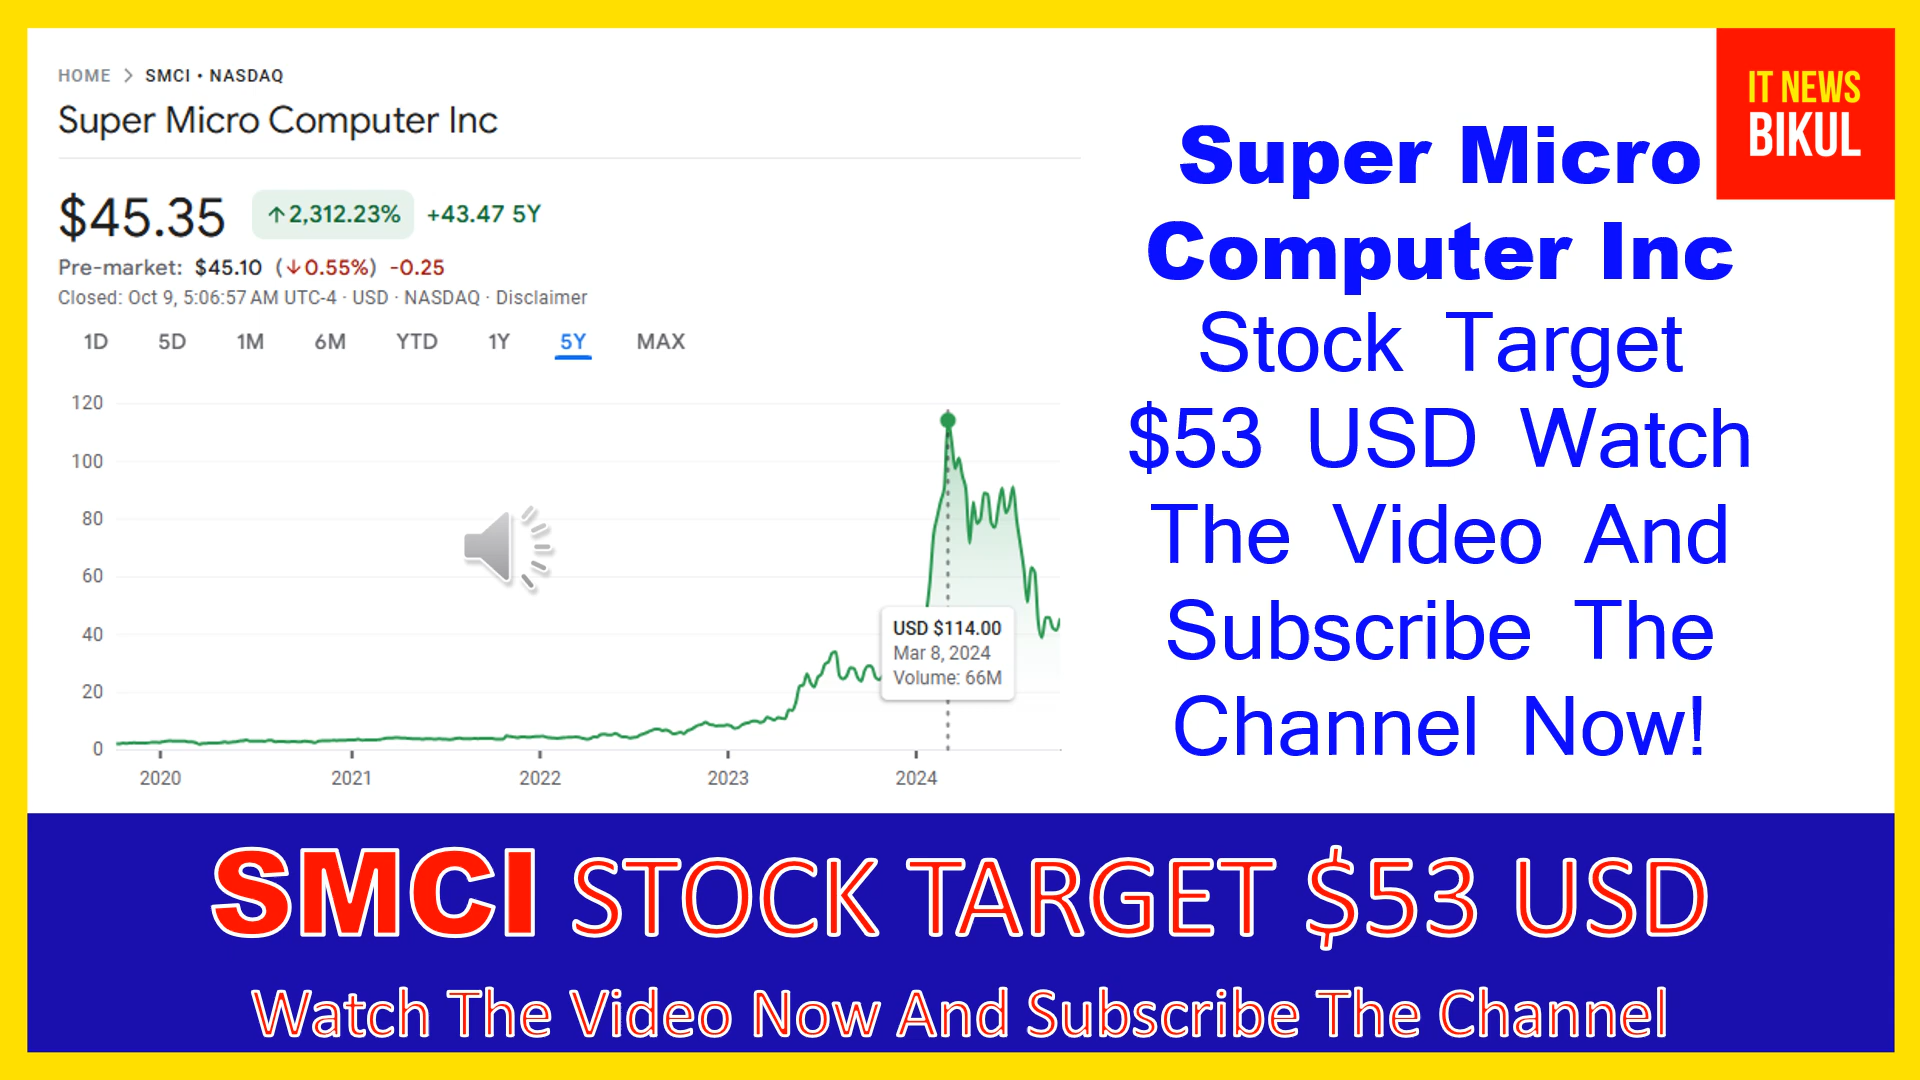 HOME > SMCI • NASDAQ
Super Micro Computer Inc
$45.35 ↑2,312.23% +43.47 5Y
Pre-market: $45.10 (↓0.55%) -0.25
Closed: Oct 9, 5:06:57 AM UTC-4 · USD · NASDAQ · Disclaimer
1D 5D 1M 6M YTD 1Y 5Y MAX
120
100
80
60
40
20
0
USD $114.00
Mar 8, 2024
Volume: 66M
2020 2021 2022 2023 2024
IT NEWS
BIKUL
Super Micro
Computer Inc
Stock Target
$53 USD Watch
The Video And
Subscribe The
Channel Now!
SMCI STOCK TARGET $53 USD
Watch The Video Now And Subscribe The Channel